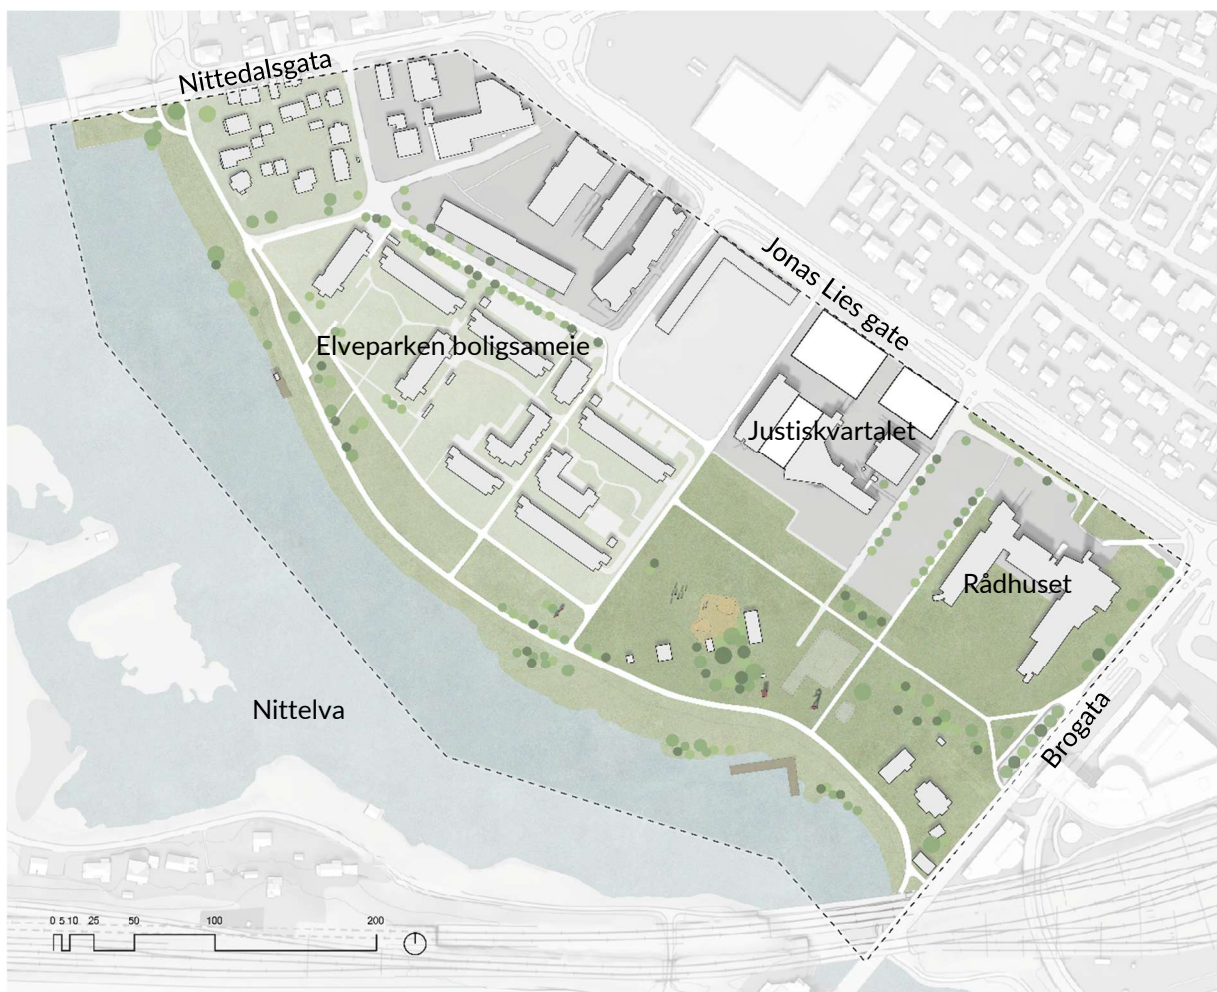 Nittedalsgata
Jonas Lies gate
Elveparken boligsameie
Justiskvartalet
Rådhuset
Nittelva
Brogata
0 5 10 25 50 100 200